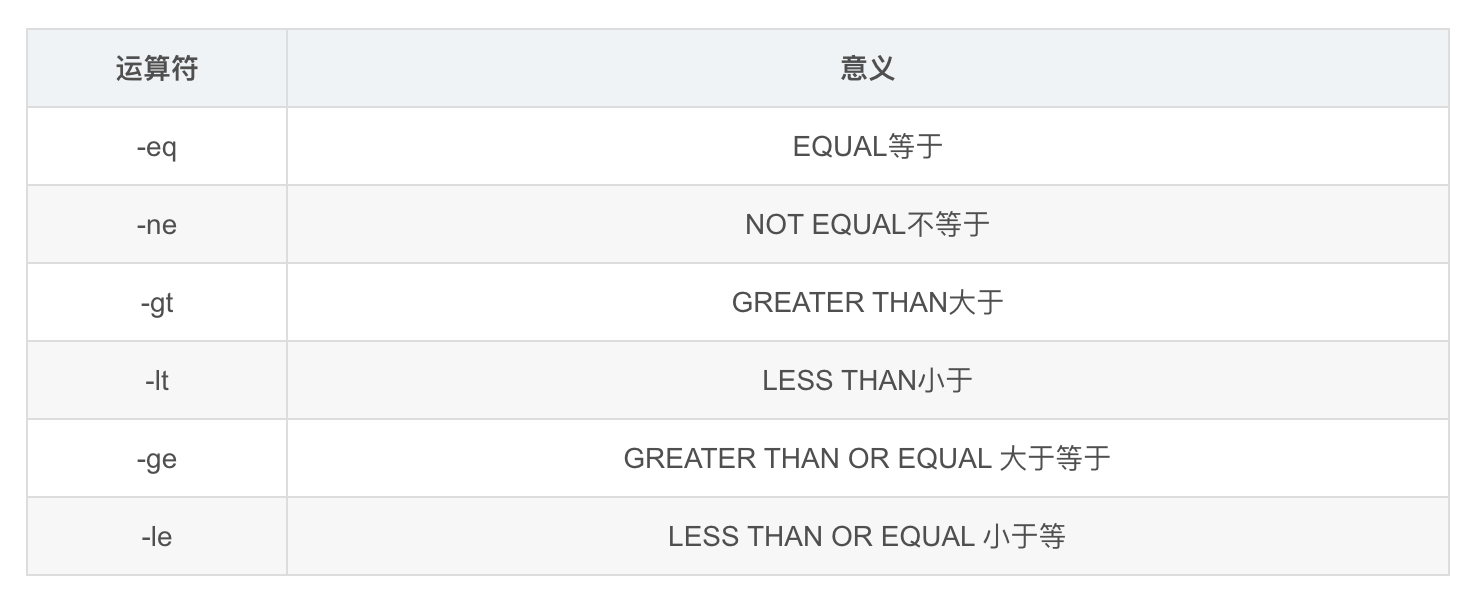 运算符 意义
-eq EQUAL等于
-ne NOT EQUAL不等于
-gt GREATER THAN大于
-lt LESS THAN小于
-ge GREATER THAN OR EQUAL 大于等于
-le LESS THAN OR EQUAL 小于等